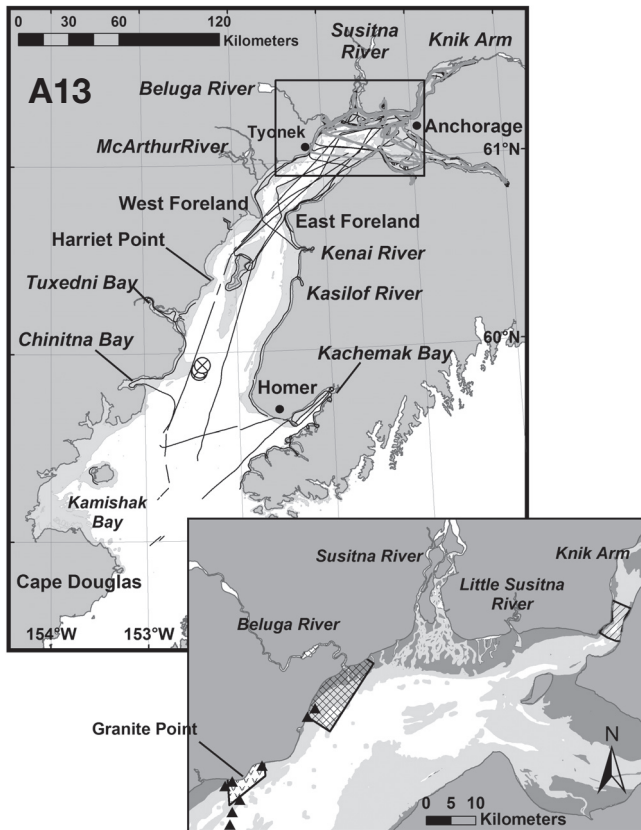 0 30 60 120
Kilometers
A13
Susitna
River
Knik Arm
Beluga River
Tyonek
Anchorage
McArthurRiver
61°N
West Foreland
East Foreland
Harriet Point
Kenai River
Tuxedni Bay
Kasilof River
Chinitna Bay
60°N
Kachemak Bay
Homer
Kamishak
Bay
Cape Douglas
154°W 153°W
Susitna River
Knik Arm
Little Susitna
River
Beluga River
Granite Point
N
0 5 10
Kilometers